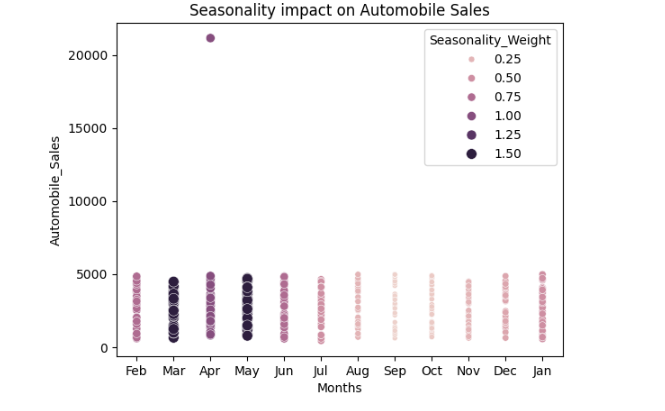 Seasonality impact on Automobile Sales
Seasonality_Weight
0.25
0.50
0.75
1.00
1.25
1.50
20000
15000
10000
5000
0
Automobile_Sales
Feb Mar Apr May Jun Jul Aug Sep Oct Nov Dec Jan
Months